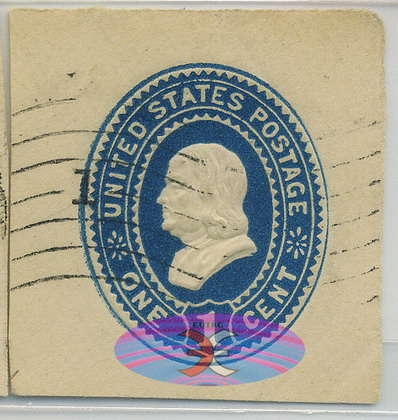 UNITED STATES POSTAGE
ONE CENT